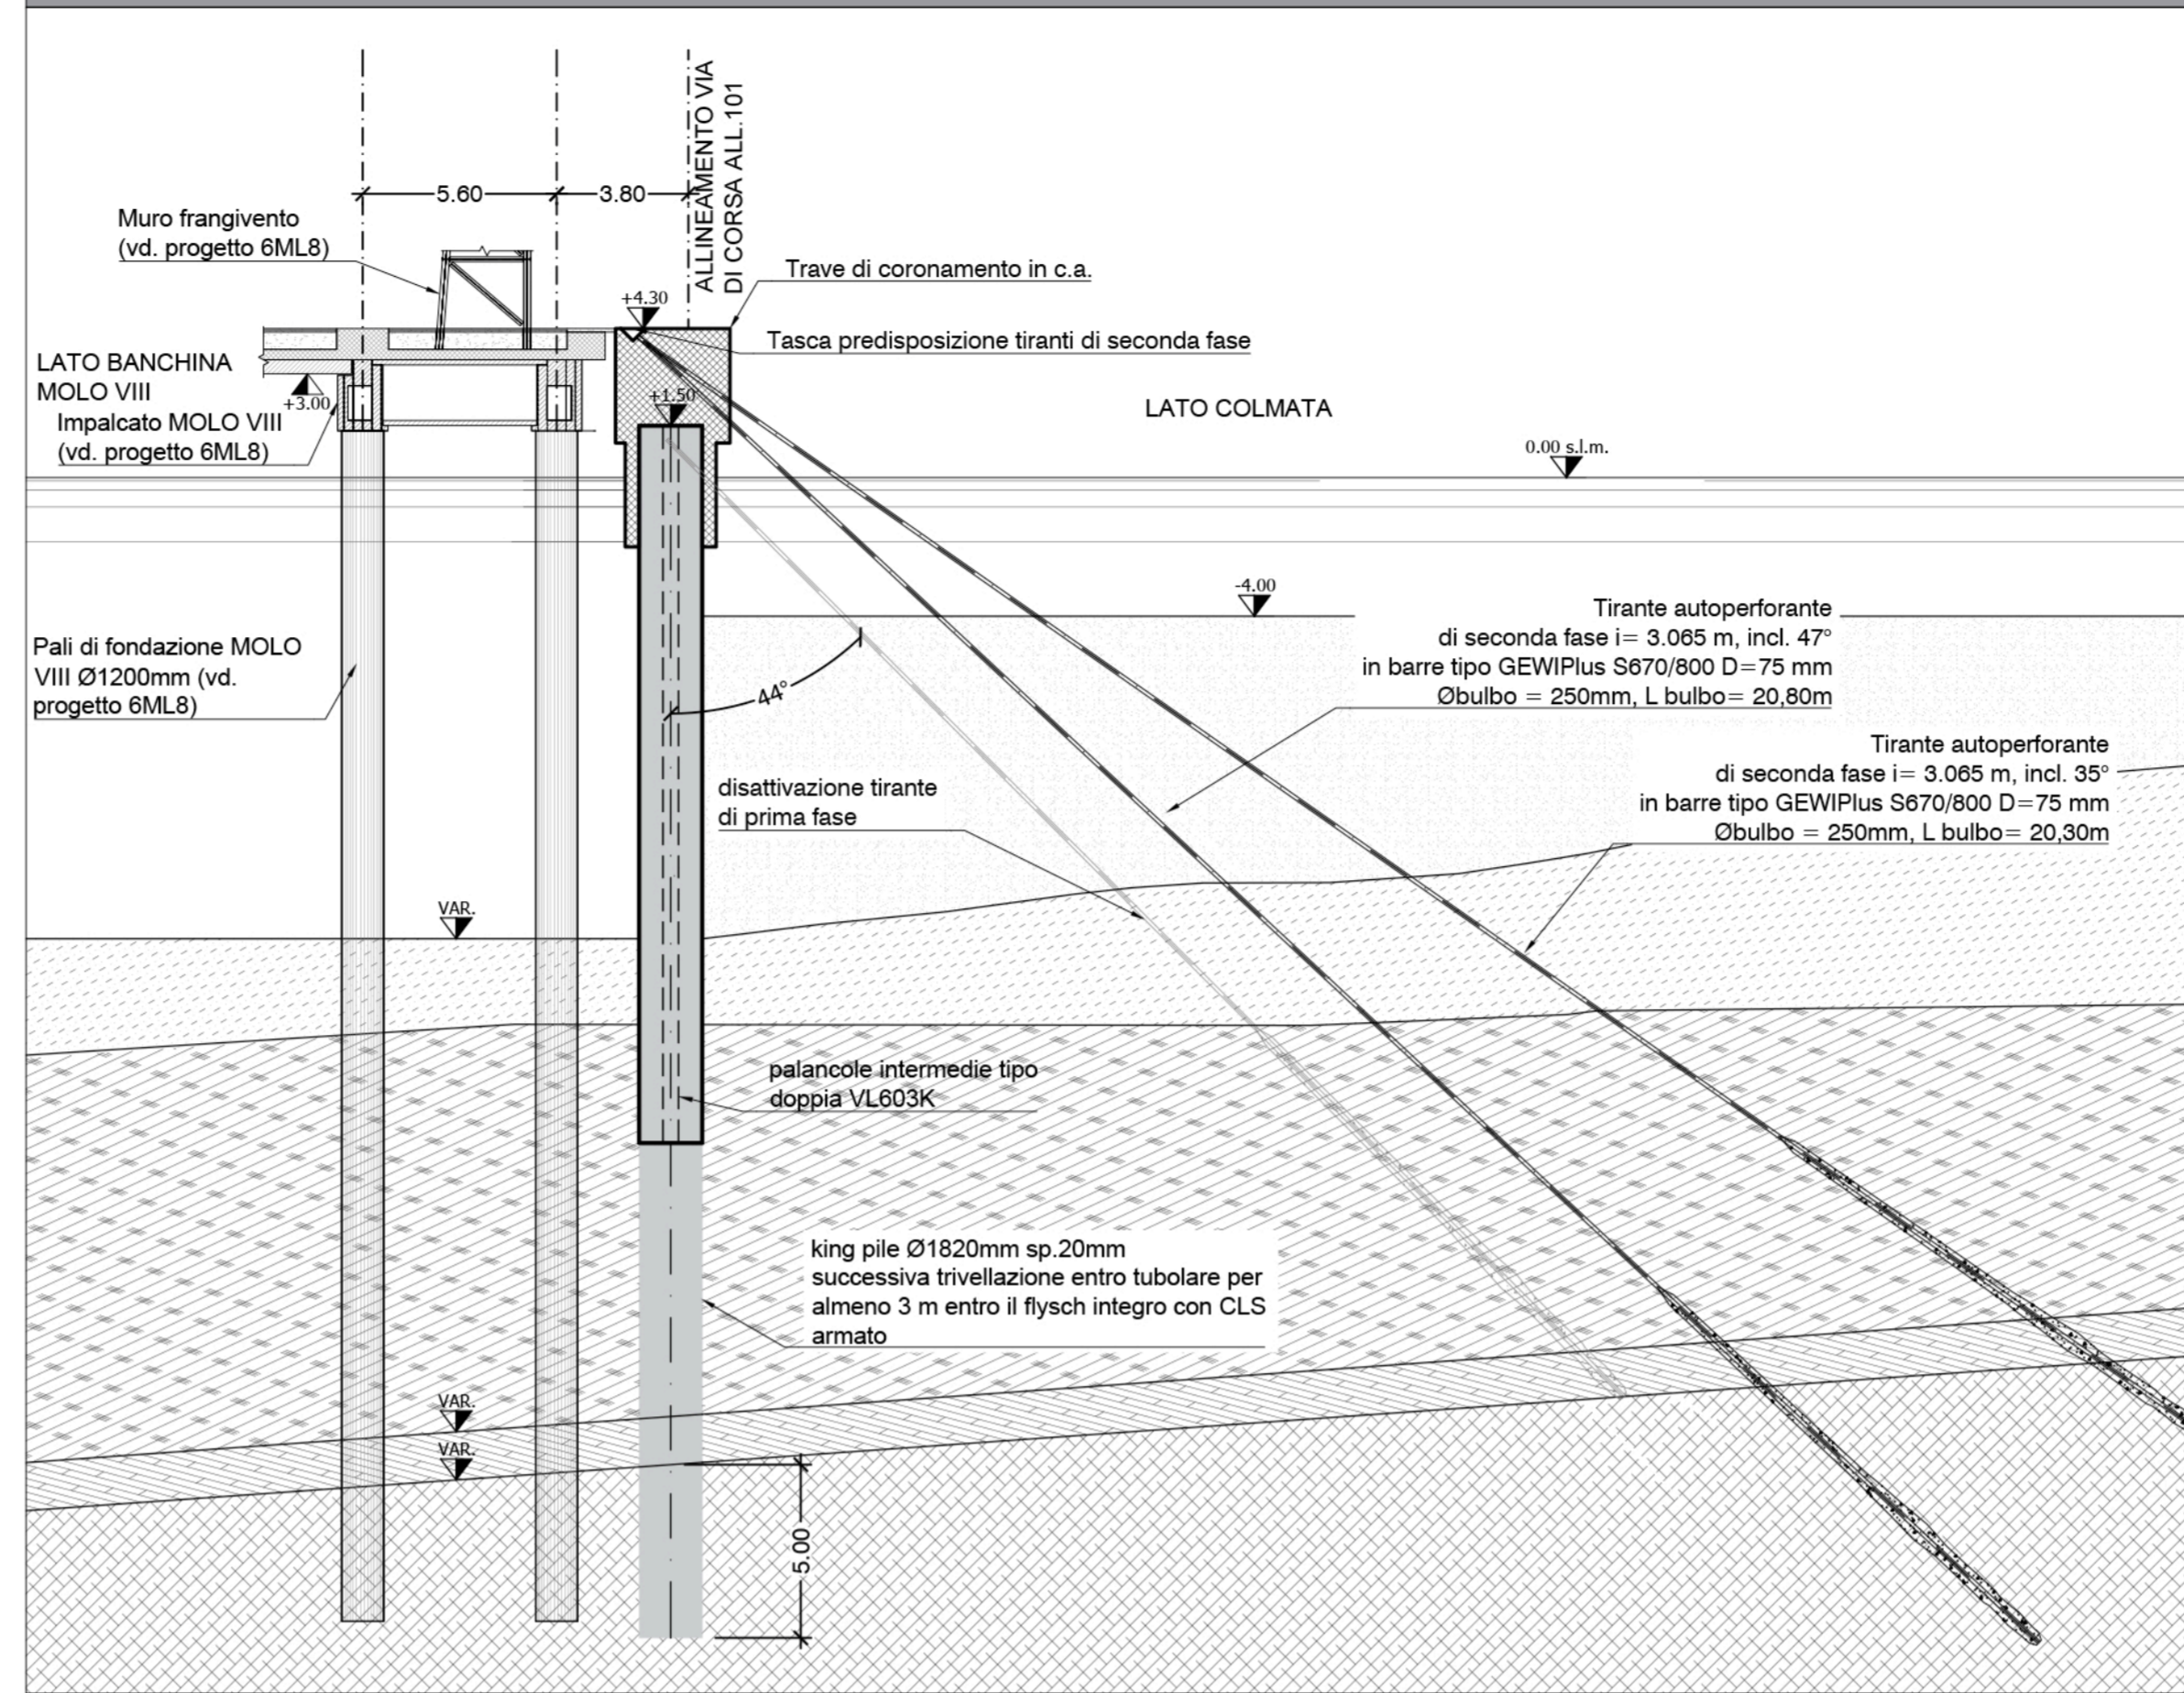 ALLINEAMENTO VIA
DI CORSA ALL.101
5.60
3.80
Muro frangivento
(vd. progetto 6ML8)
+4.30
Trave di coronamento in c.a.
Tasca predisposizione tiranti di seconda fase
LATO BANCHINA
MOLO VIII
+3.00
Impalcato MOLO VIII
(vd. progetto 6ML8)
+1.50
LATO COLMATA
0.00 s.l.m.
-4.00
Tirante autoperforante
di seconda fase i= 3.065 m, incl. 47°
in barre tipo GEWIPlus S670/800 D=75 mm
Øbulbo = 250mm, L bulbo= 20,80m
Pali di fondazione MOLO
VIII Ø1200mm (vd.
progetto 6ML8)
44°
Tirante autoperforante
di seconda fase i= 3.065 m, incl. 35°
in barre tipo GEWIPlus S670/800 D=75 mm
Øbulbo = 250mm, L bulbo= 20,30m
disattivazione tirante
di prima fase
VAR.
palancole intermedie tipo
doppia VL603K
king pile Ø1820mm sp.20mm
successiva trivellazione entro tubolare per
almeno 3 m entro il flysch integro con CLS
armato
VAR.
VAR.
5.00